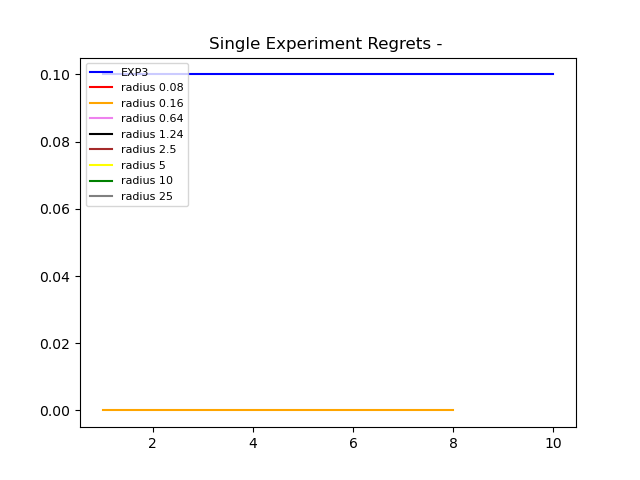 Single Experiment Regrets -
0.10
0.08
0.06
0.04
0.02
0.00
EXP3
radius 0.08
radius 0.16
radius 0.64
radius 1.24
radius 2.5
radius 5
radius 10
radius 25
2 4 6 8 10